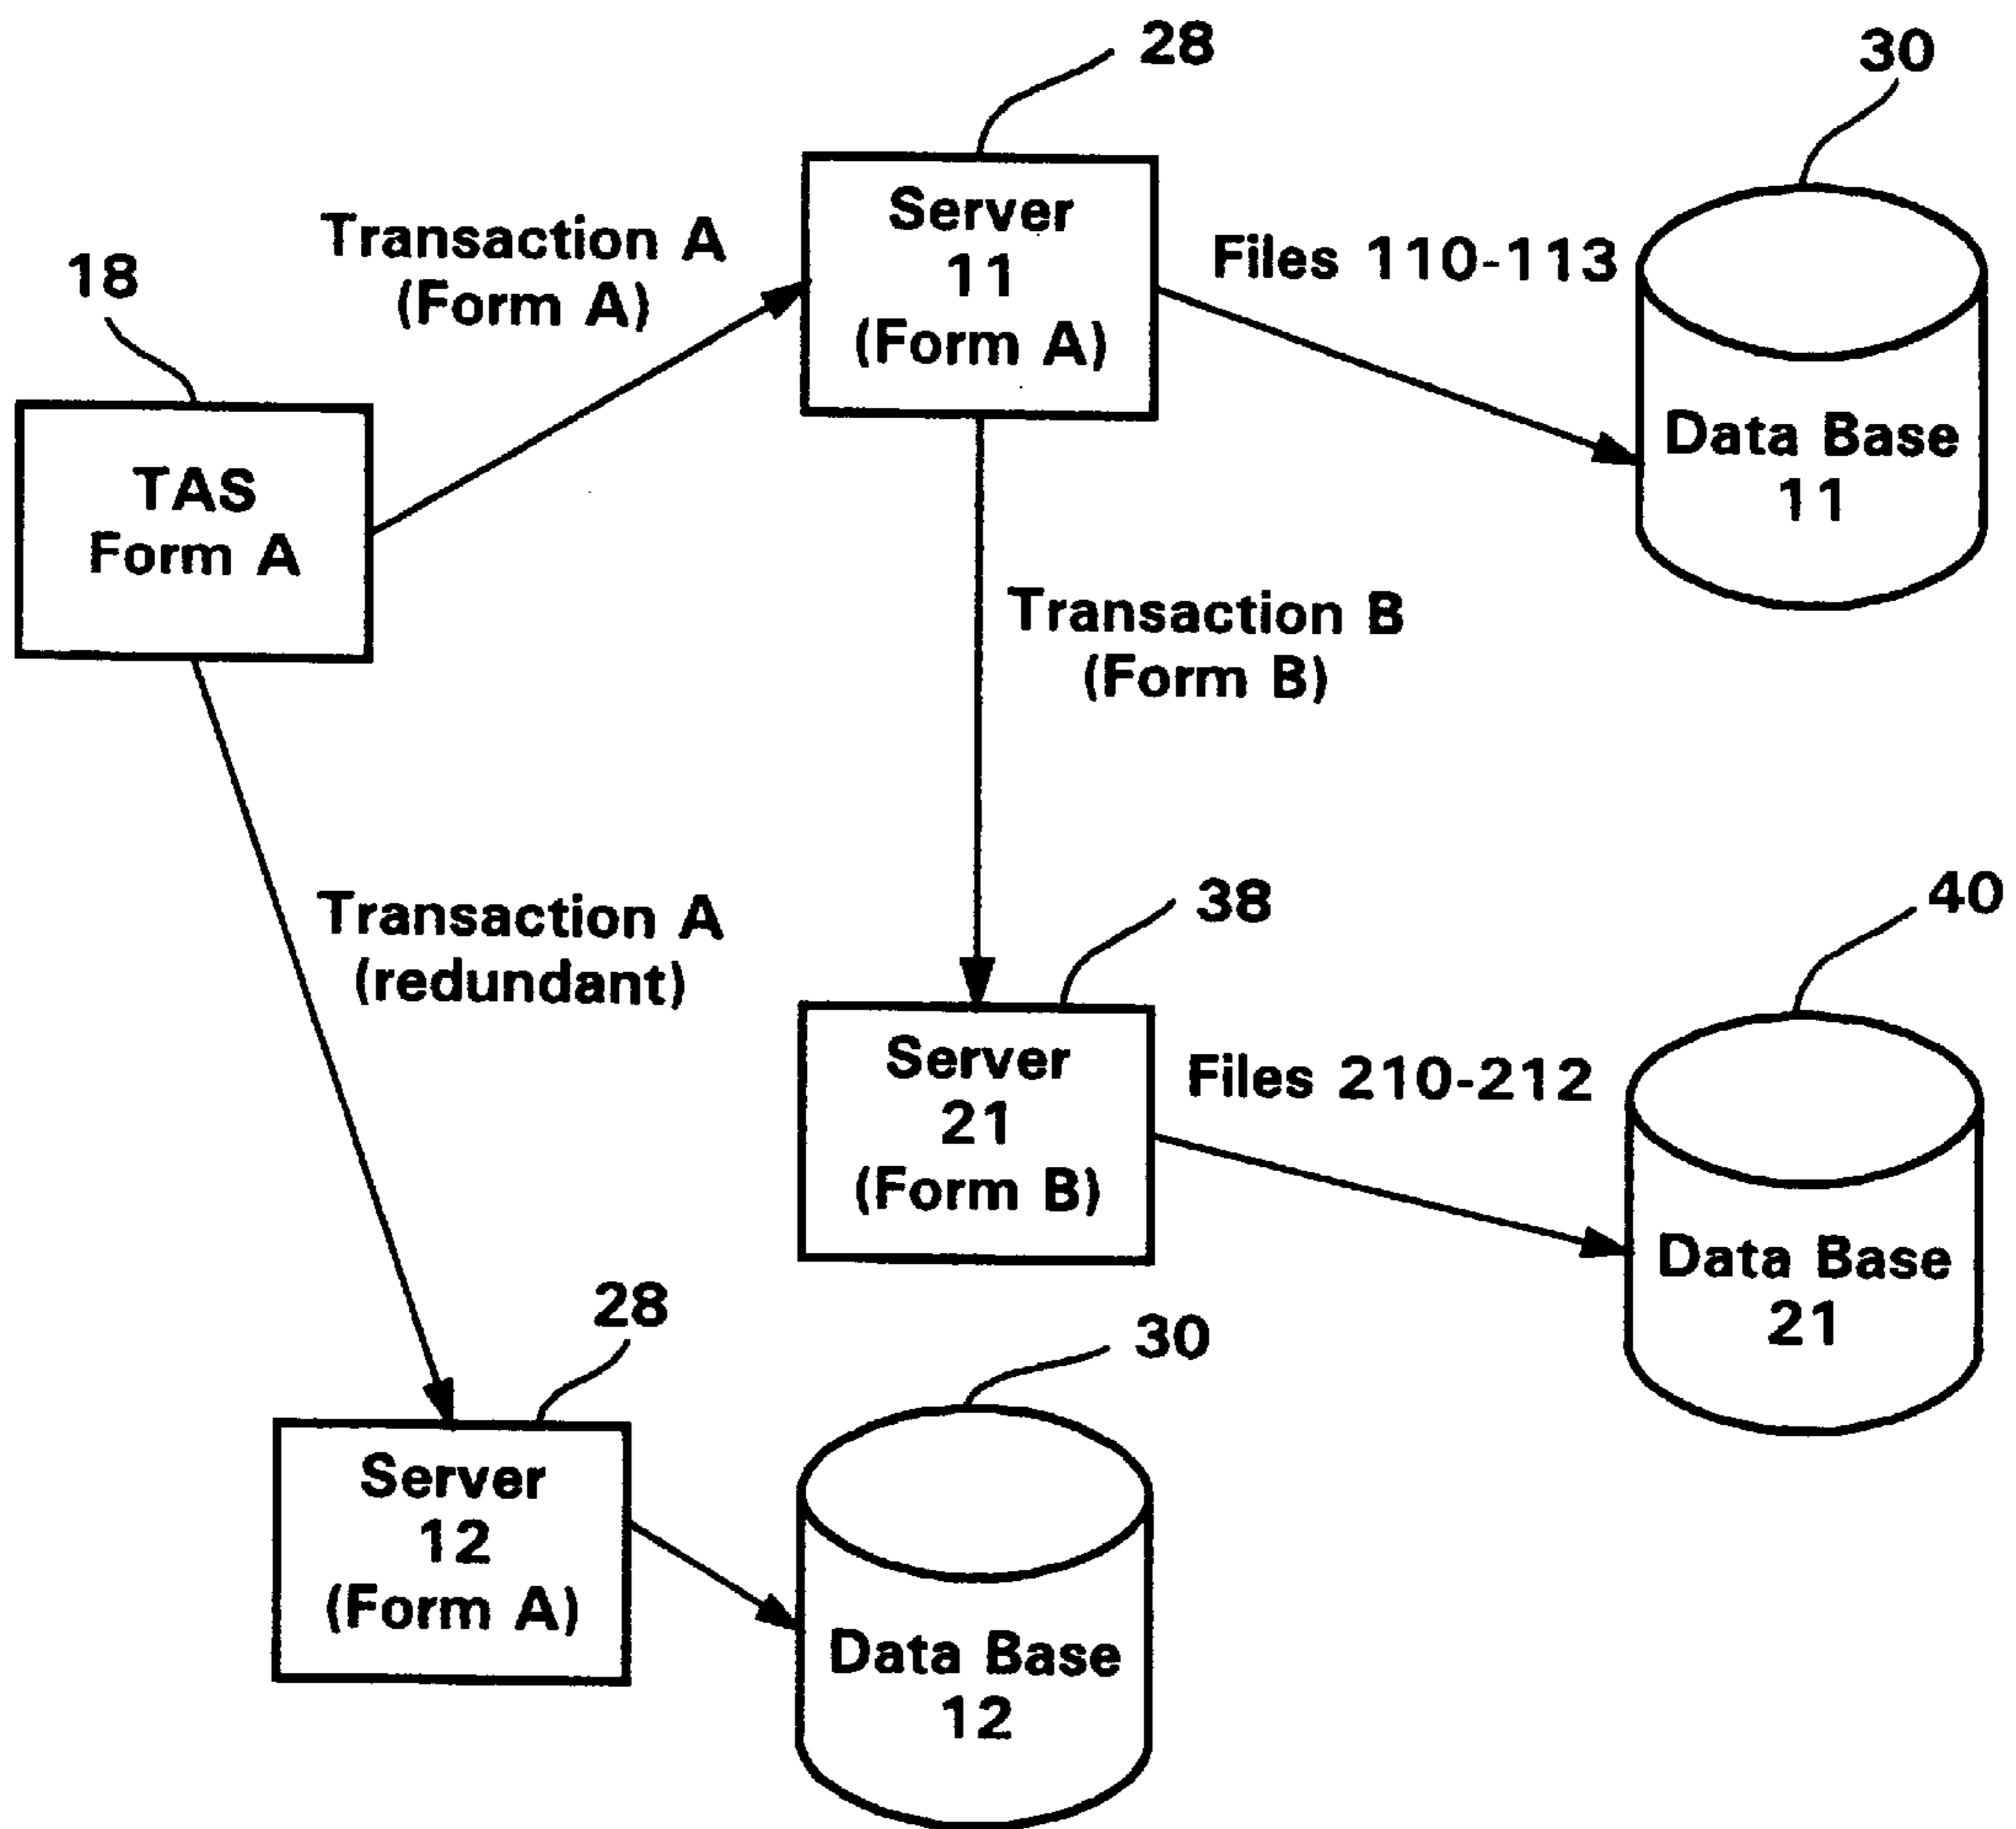 28
30
Server
11
(Form A)
Transaction A
(Form A)
Files 110-113
18
Data Base
11
TAS
Form A
Transaction B
(Form B)
38
40
Transaction A
(redundant)
Server
21
(Form B)
Files 210-212
Data Base
21
28
30
Server
12
(Form A)
Data Base
12